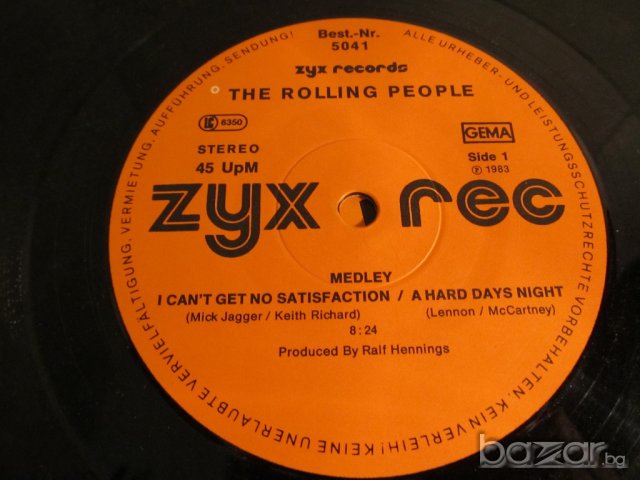 Best.-Nr.
5041
zyx records
THE ROLLING PEOPLE
LC 6350
GEMA
STEREO
45 UpM
Side 1
℗ 1983
zyx rec
MEDLEY
I CAN'T GET NO SATISFACTION / A HARD DAYS NIGHT
(Mick Jagger / Keith Richard)
(Lennon / McCartney)
8:24
Produced By Ralf Hennings
ALLE URHEBER- UND LEISTUNGSSCHUTZRECHTE VORBEHALTEN. KEIN VERLEIH! KEINE UNERLAUBTE VERVIELFÄLTIGUNG, VERMIETUNG, AUFFÜHRUNG, SENDUNG!
bazar.bg